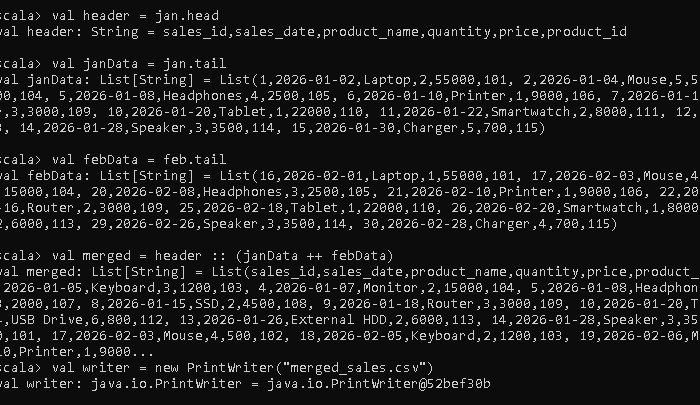 scala> val header = jan.head
val header: String = sales_id,sales_date,product_name,quantity,price,product_id
scala> val janData = jan.tail
val janData: List[String] = List(1,2026-01-02,Laptop,2,55000,101, 2,2026-01-04,Mouse,5,5
00,104, 5,2026-01-08,Headphones,4,2500,105, 6,2026-01-10,Printer,1,9000,106, 7,2026-01-1
,3,3000,109, 10,2026-01-20,Tablet,1,22000,110, 11,2026-01-22,Smartwatch,2,8000,111, 12,
, 14,2026-01-28,Speaker,3,3500,114, 15,2026-01-30,Charger,5,700,115)
scala> val febData = feb.tail
val febData: List[String] = List(16,2026-02-01,Laptop,1,55000,101, 17,2026-02-03,Mouse,4
15000,104, 20,2026-02-08,Headphones,3,2500,105, 21,2026-02-10,Printer,1,9000,106, 22,20
-16,Router,2,3000,109, 25,2026-02-18,Tablet,1,22000,110, 26,2026-02-20,Smartwatch,1,8000
2,6000,113, 29,2026-02-26,Speaker,3,3500,114, 30,2026-02-28,Charger,4,700,115)
scala> val merged = header :: (janData ++ febData)
val merged: List[String] = List(sales_id,sales_date,product_name,quantity,price,product_
2026-01-05,Keyboard,3,1200,103, 4,2026-01-07,Monitor,2,15000,104, 5,2026-01-08,Headphon
,2000,107, 8,2026-01-15,SSD,2,4500,108, 9,2026-01-18,Router,3,3000,109, 10,2026-01-20,T
,USB Drive,6,800,112, 13,2026-01-26,External HDD,2,6000,113, 14,2026-01-28,Speaker,3,35
0,101, 17,2026-02-03,Mouse,4,500,102, 18,2026-02-05,Keyboard,2,1200,103, 19,2026-02-06,M
10,Printer,1,9000...
scala> val writer = new PrintWriter("merged_sales.csv")
val writer: java.io.PrintWriter = java.io.PrintWriter@52bef30b